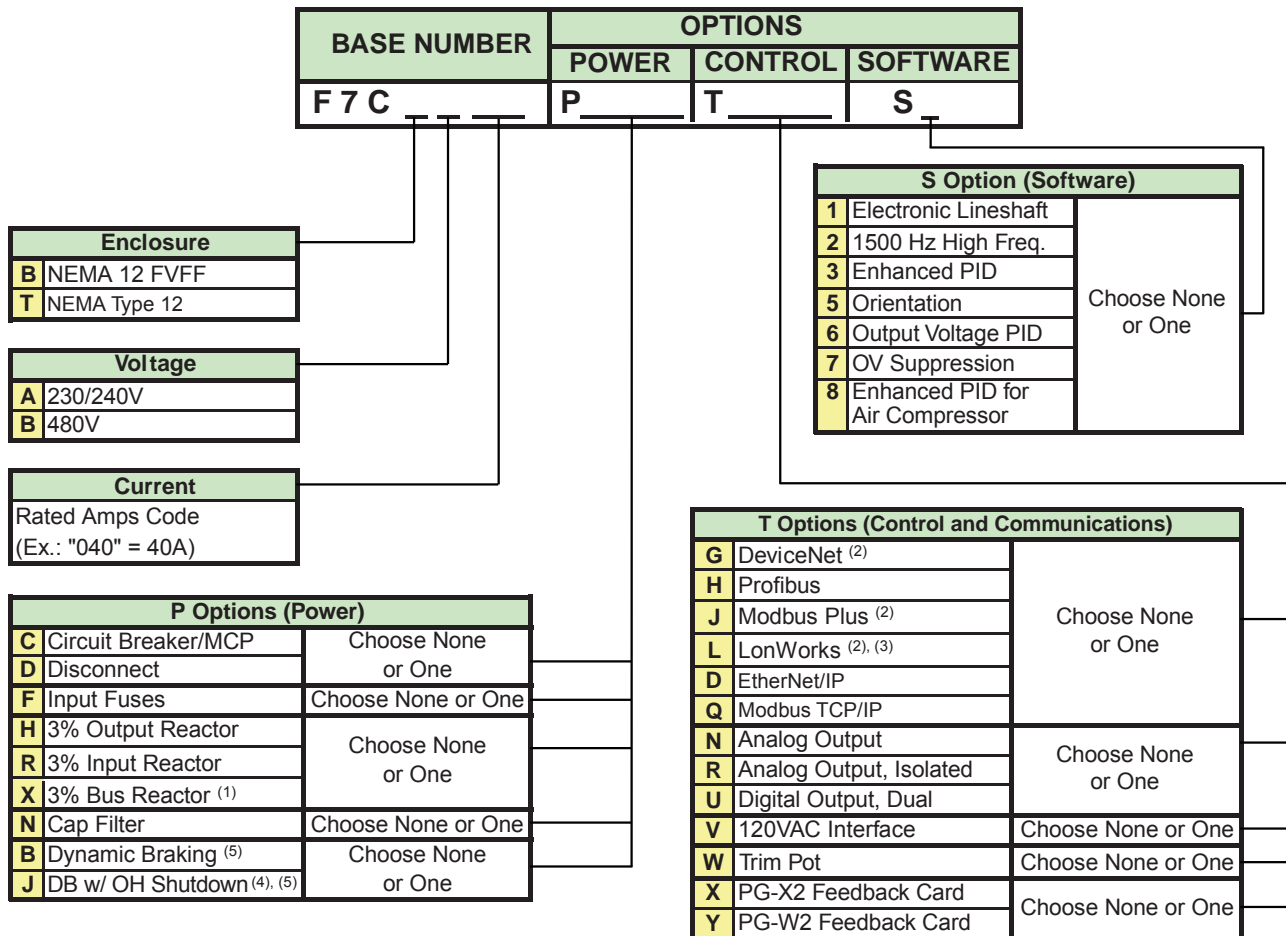 BASE NUMBER
OPTIONS
POWER
CONTROL
SOFTWARE
F 7 C _ _ ___
P______
T______
S _
S Option (Software)
1 Electronic Lineshaft
2 1500 Hz High Freq.
3 Enhanced PID
5 Orientation
6 Output Voltage PID
7 OV Suppression
8 Enhanced PID for
Air Compressor
Choose None
or One
Enclosure
B NEMA 12 FVFF
T NEMA Type 12
Voltage
A 230/240V
B 480V
Current
Rated Amps Code
(Ex.: "040" = 40A)
P Options (Power)
C Circuit Breaker/MCP
D Disconnect
Choose None
or One
F Input Fuses
Choose None or One
H 3% Output Reactor
R 3% Input Reactor
X 3% Bus Reactor (1)
Choose None
or One
N Cap Filter
Choose None or One
B Dynamic Braking (5)
J DB w/ OH Shutdown (4), (5)
Choose None
or One
T Options (Control and Communications)
G DeviceNet (2)
H Profibus
J Modbus Plus (2)
L LonWorks (2), (3)
D EtherNet/IP
Q Modbus TCP/IP
Choose None
or One
N Analog Output
R Analog Output, Isolated
U Digital Output, Dual
Choose None
or One
V 120VAC Interface
Choose None or One
W Trim Pot
Choose None or One
X PG-X2 Feedback Card
Y PG-W2 Feedback Card
Choose None or One